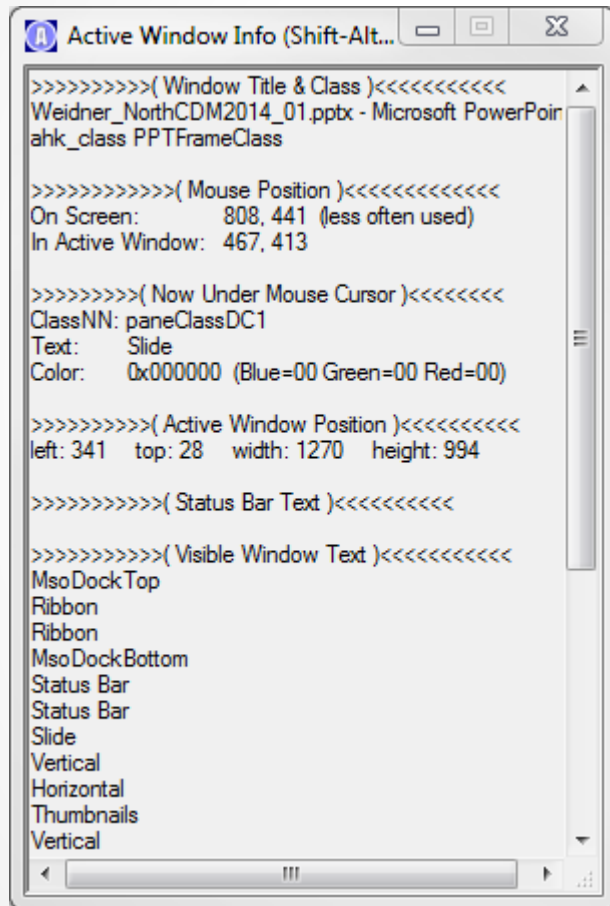 Active Window Info (Shift-Alt...
>>>>>>>>>>( Window Title & Class )<<<<<<<<<<<
Weidner_NorthCDM2014_01.pptx - Microsoft PowerPoin
ahk_class PPTFrameClass
>>>>>>>>>>>>( Mouse Position )<<<<<<<<<<<<<
On Screen: 808, 441 (less often used)
In Active Window: 467, 413
>>>>>>>>>( Now Under Mouse Cursor )<<<<<<<<
ClassNN: paneClassDC1
Text: Slide
Color: 0x000000 (Blue=00 Green=00 Red=00)
>>>>>>>>>>( Active Window Position )<<<<<<<<<<
left: 341 top: 28 width: 1270 height: 994
>>>>>>>>>>>( Status Bar Text )<<<<<<<<<<
>>>>>>>>>>>( Visible Window Text )<<<<<<<<<<<
MsoDockTop
Ribbon
Ribbon
MsoDockBottom
Status Bar
Status Bar
Slide
Vertical
Horizontal
Thumbnails
Vertical